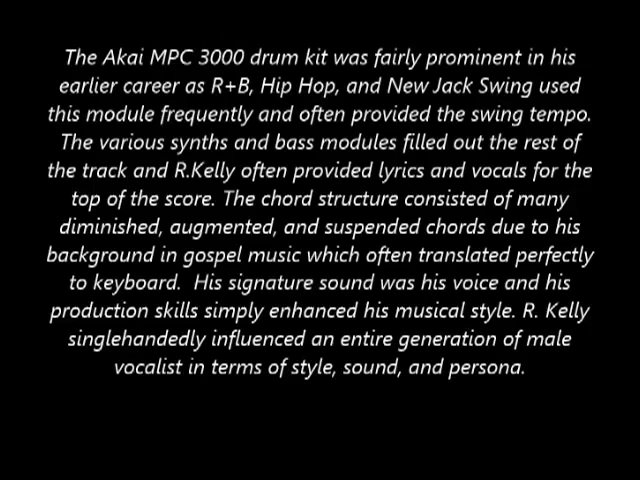 The Akai MPC 3000 drum kit was fairly prominent in his
earlier career as R+B, Hip Hop, and New Jack Swing used
this module frequently and often provided the swing tempo.
The various synths and bass modules filled out the rest of
the track and R.Kelly often provided lyrics and vocals for the
top of the score. The chord structure consisted of many
diminished, augmented, and suspended chords due to his
background in gospel music which often translated perfectly
to keyboard.  His signature sound was his voice and his
production skills simply enhanced his musical style. R. Kelly
singlehandedly influenced an entire generation of male
vocalist in terms of style, sound, and persona.